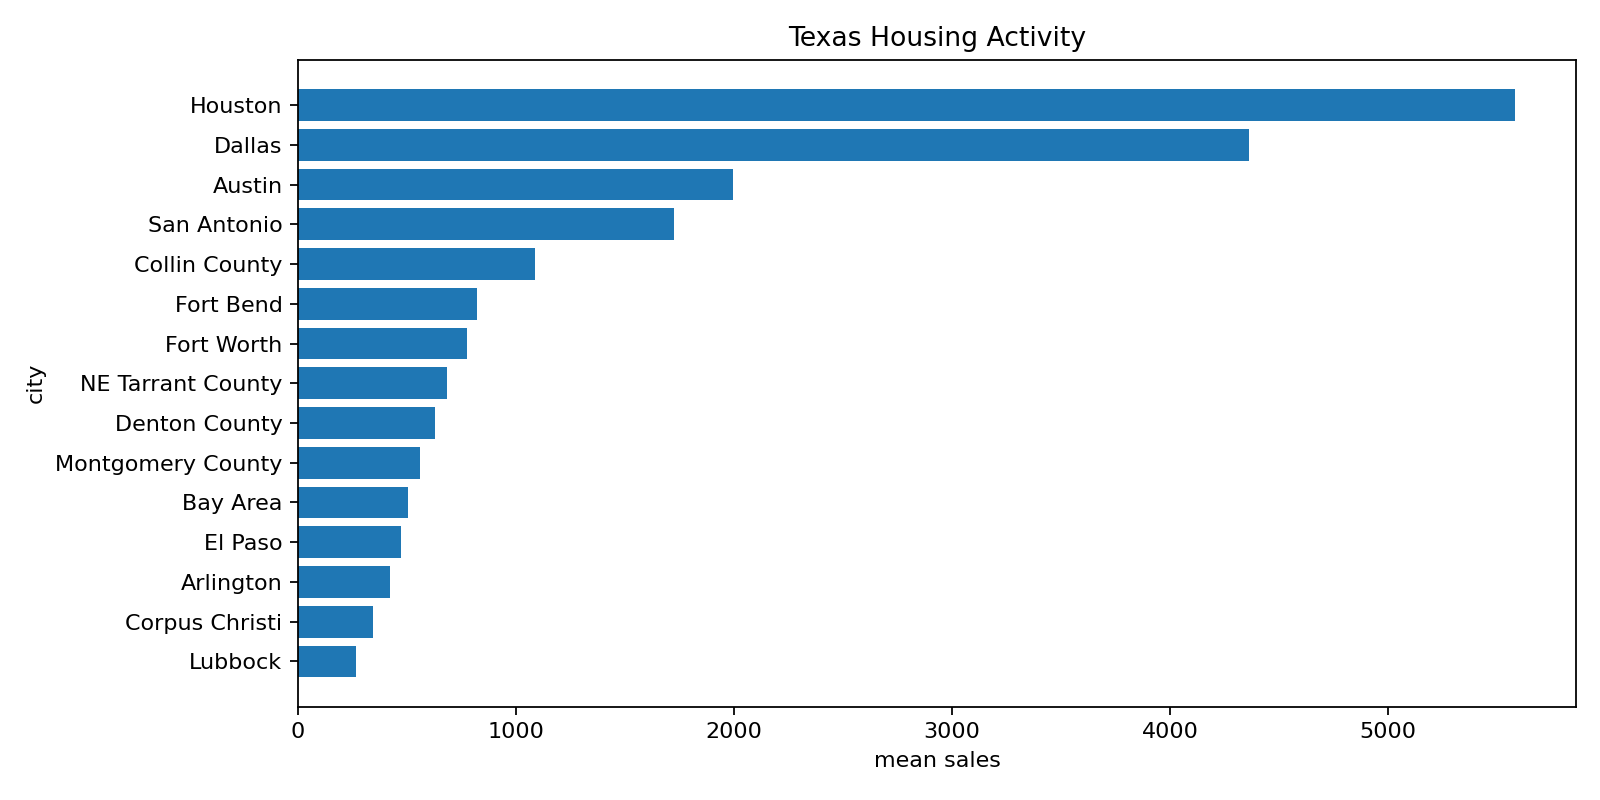 Texas Housing Activity
Houston
Dallas
Austin
San Antonio
Collin County
Fort Bend
Fort Worth
NE Tarrant County
Denton County
Montgomery County
Bay Area
El Paso
Arlington
Corpus Christi
Lubbock
city
0 1000 2000 3000 4000 5000
mean sales